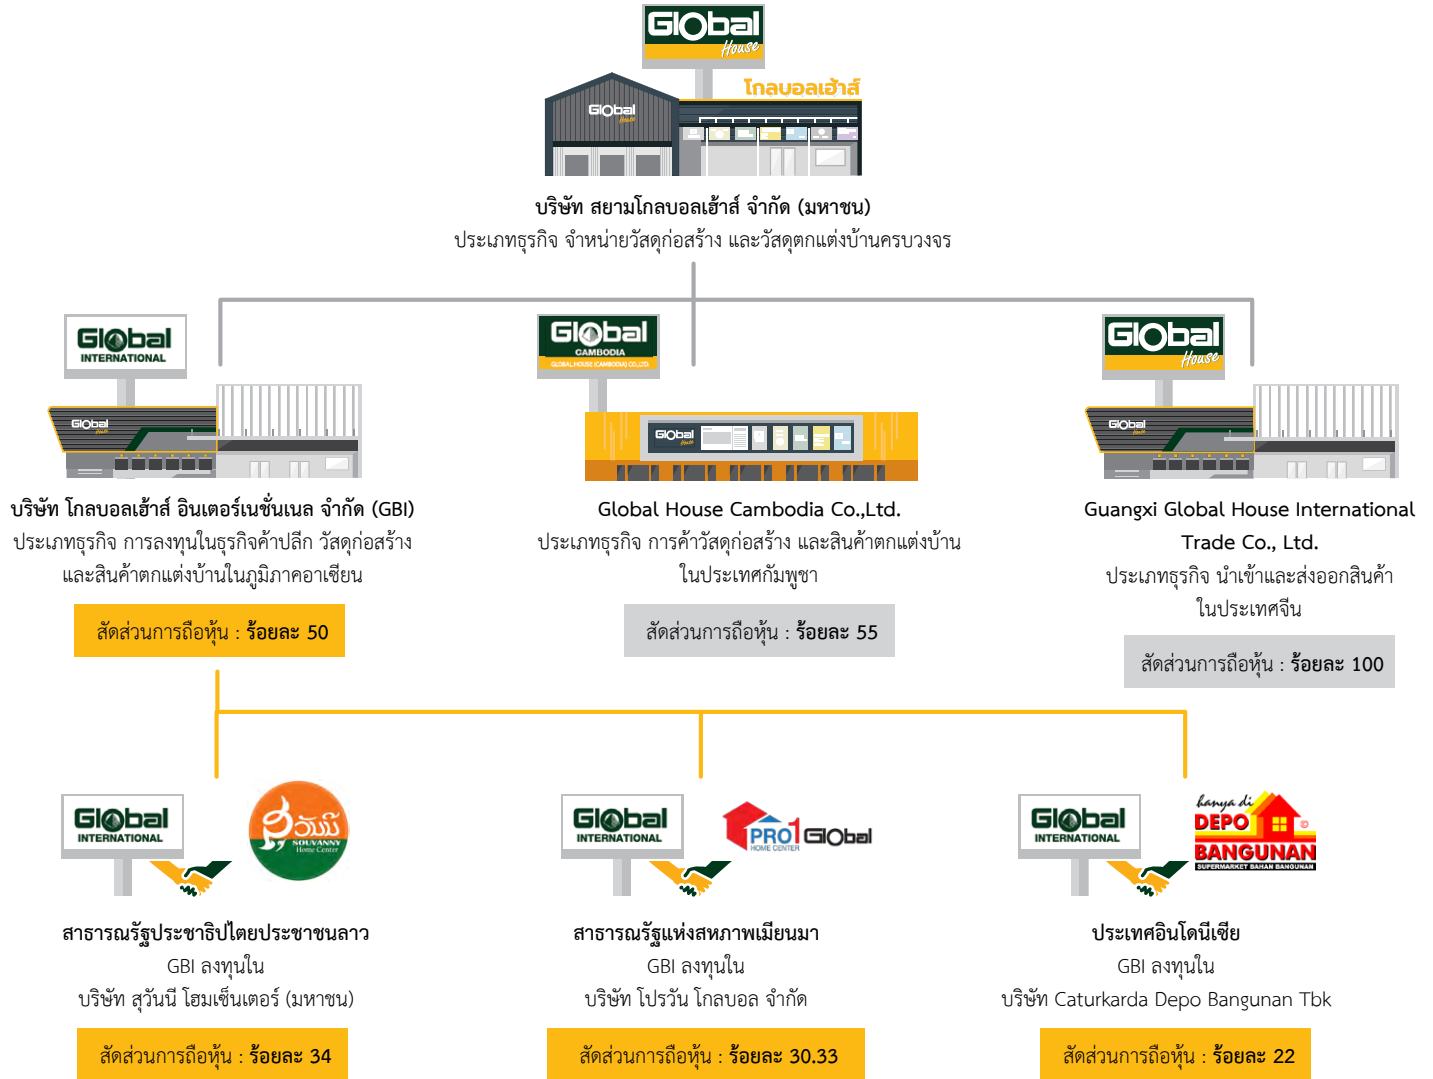 Global
House
โกลบอลเฮ้าส์
Global
House
บริษัท สยามโกลบอลเฮ้าส์ จำกัด (มหาชน)
ประเภทธุรกิจ จำหน่ายวัสดุก่อสร้าง และวัสดุตกแต่งบ้านครบวงจร
Global
INTERNATIONAL
Global
House
บริษัท โกลบอลเฮ้าส์ อินเตอร์เนชั่นเนล จำกัด (GBI)
ประเภทธุรกิจ การลงทุนในธุรกิจค้าปลีก วัสดุก่อสร้าง
และสินค้าตกแต่งบ้านในภูมิภาคอาเซียน
สัดส่วนการถือหุ้น : ร้อยละ 50
Global
CAMBODIA
GLOBAL HOUSE (CAMBODIA) CO.,LTD.
Global
House
Global House Cambodia Co.,Ltd.
ประเภทธุรกิจ การค้าวัสดุก่อสร้าง และสินค้าตกแต่งบ้าน
ในประเทศกัมพูชา
สัดส่วนการถือหุ้น : ร้อยละ 55
Global
House
Global
House
Guangxi Global House International
Trade Co., Ltd.
ประเภทธุรกิจ นำเข้าและส่งออกสินค้า
ในประเทศจีน
สัดส่วนการถือหุ้น : ร้อยละ 100
Global
INTERNATIONAL
ສຸວັນນີ
SOUVANNY
Home Center
สาธารณรัฐประชาธิปไตยประชาชนลาว
GBI ลงทุนใน
บริษัท สุวันนี โฮมเซ็นเตอร์ (มหาชน)
สัดส่วนการถือหุ้น : ร้อยละ 34
Global
INTERNATIONAL
PRO1 Global
HOME CENTER
สาธารณรัฐแห่งสหภาพเมียนมา
GBI ลงทุนใน
บริษัท โปรวัน โกลบอล จำกัด
สัดส่วนการถือหุ้น : ร้อยละ 30.33
Global
INTERNATIONAL
hanya di
DEPO
BANGUNAN
SUPERMARKET BAHAN BANGUNAN
ประเทศอินโดนีเซีย
GBI ลงทุนใน
บริษัท Caturkarda Depo Bangunan Tbk
สัดส่วนการถือหุ้น : ร้อยละ 22